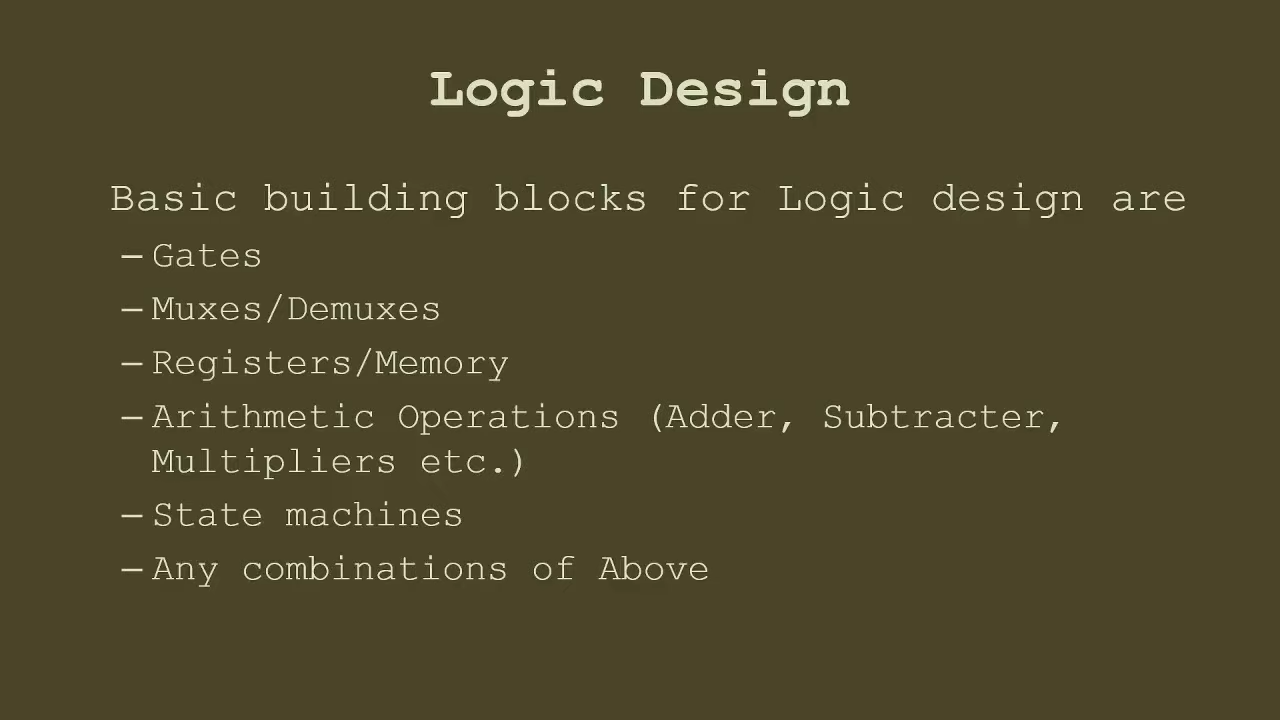 Logic Design
Basic building blocks for Logic design are
– Gates
– Muxes/Demuxes
– Registers/Memory
– Arithmetic Operations (Adder, Subtracter,
Multipliers etc.)
– State machines
– Any combinations of Above